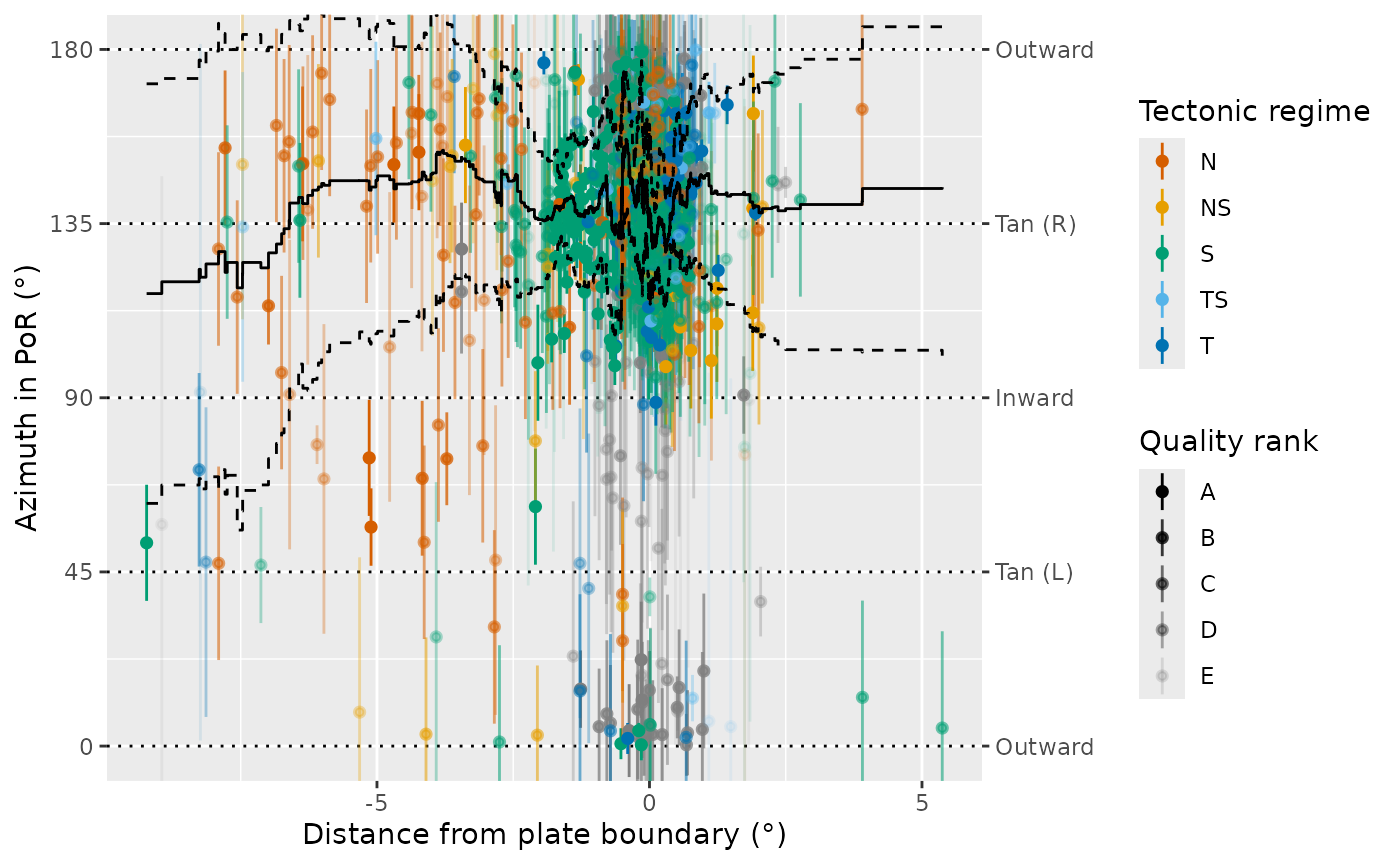 Azimuth in PoR (°)
180
135
90
45
0
Outward
Tan (R)
Inward
Tan (L)
Outward
-5
0
5
Distance from plate boundary (°)
Tectonic regime
N
NS
S
TS
T
Quality rank
A
B
C
D
E